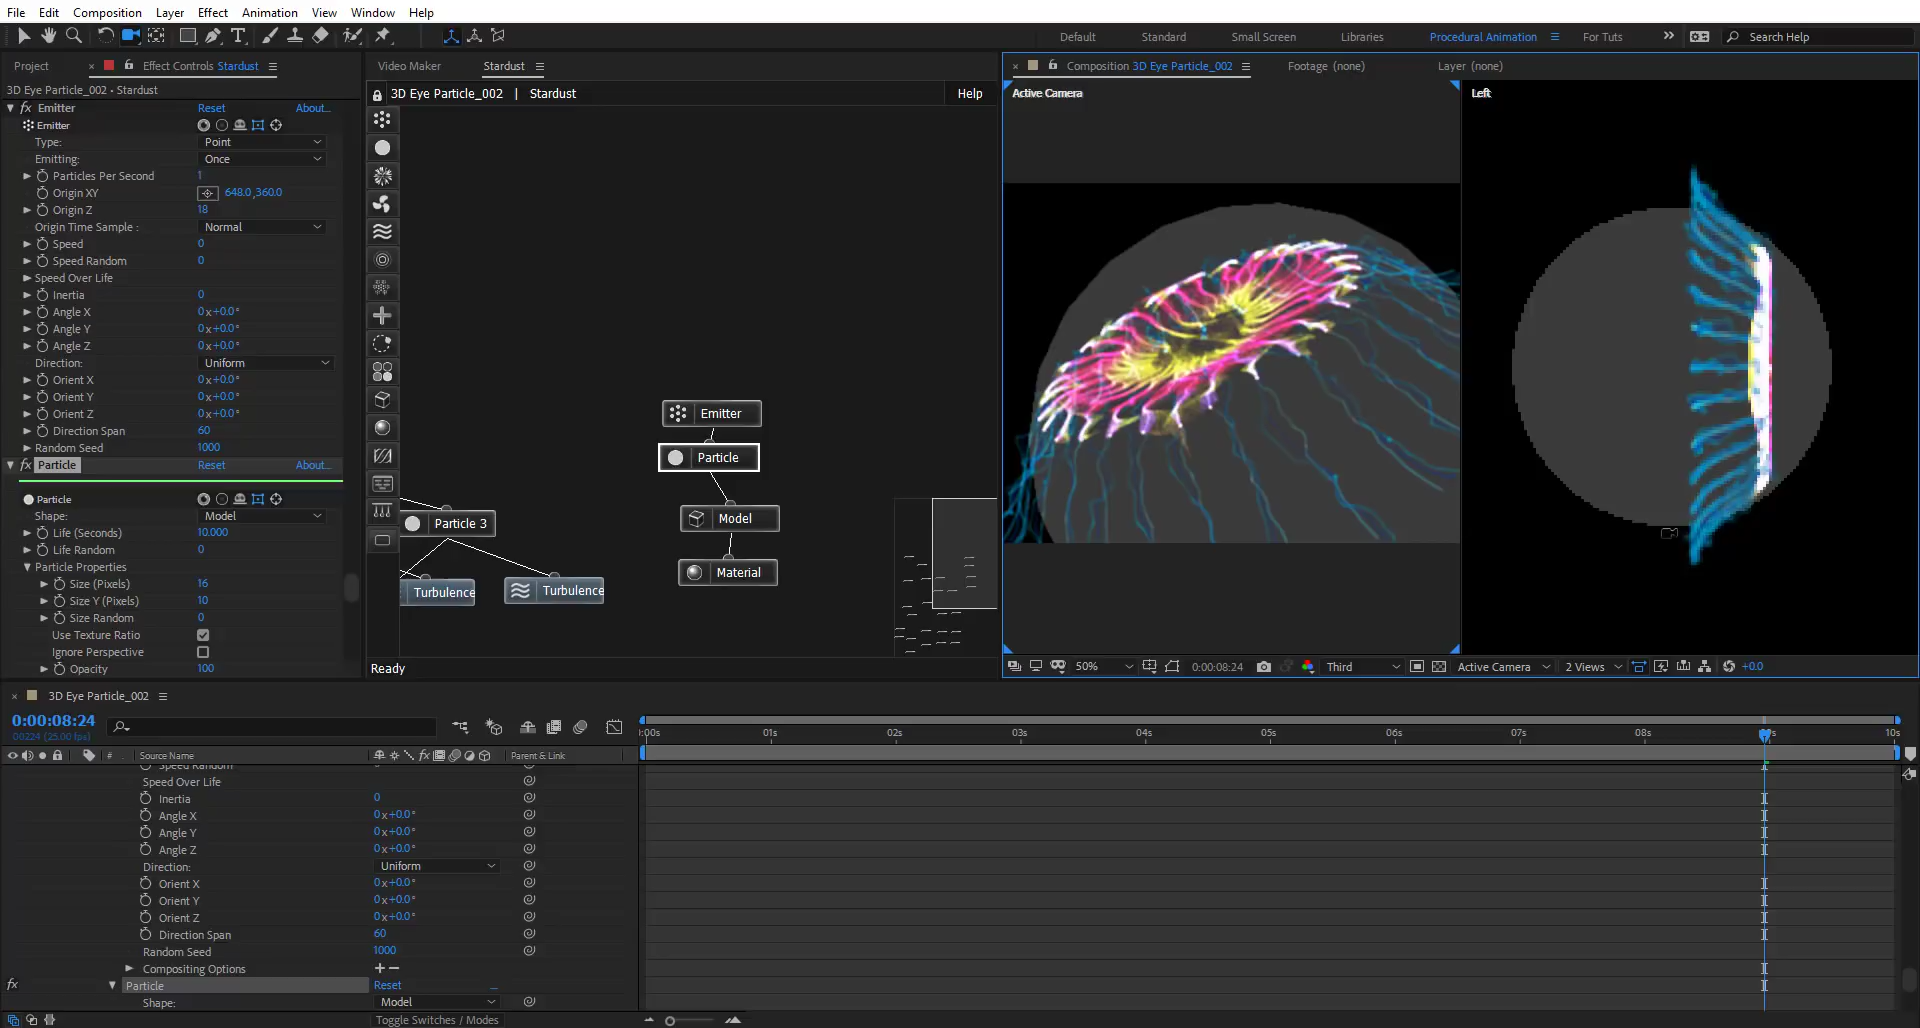 File Edit Composition Layer Effect Animation View Window Help
Default Standard Small Screen Libraries Procedural Animation For Tuts Search Help
Project Effect Controls Stardust
3D Eye Particle_002 • Stardust
Emitter Reset About...
Emitter
Type: Point
Emitting: Once
Particles Per Second 1
Origin XY 648.0,360.0
Origin Z 18
Origin Time Sample : Normal
Speed 0
Speed Random 0
Speed Over Life
Inertia 0
Angle X 0x+0.0°
Angle Y 0x+0.0°
Angle Z 0x+0.0°
Direction: Uniform
Orient X 0x+0.0°
Orient Y 0x+0.0°
Orient Z 0x+0.0°
Direction Span 60
Random Seed 1000
Particle Reset About...
Particle
Shape: Model
Life (Seconds) 10.000
Life Random 0
Particle Properties
Size (Pixels) 16
Size Y (Pixels) 10
Size Random 0
Use Texture Ratio
Ignore Perspective
Opacity 100
Video Maker Stardust
3D Eye Particle_002 | Stardust Help
Emitter
Particle
Model
Material
Particle 3
Turbulence
Turbulence
Ready
Composition 3D Eye Particle_002 Footage (none) Layer (none)
Active Camera
Left
50% 0:00:08:24 Third Active Camera 2 Views +0.0
3D Eye Particle_002
0:00:08:24
00224 (25.00 fps)
# Source Name Parent & Link
:00s 01s 02s 03s 04s 05s 06s 07s 08s 10s
Speed Random
Speed Over Life
Inertia 0
Angle X 0x+0.0°
Angle Y 0x+0.0°
Angle Z 0x+0.0°
Direction: Uniform
Orient X 0x+0.0°
Orient Y 0x+0.0°
Orient Z 0x+0.0°
Direction Span 60
Random Seed 1000
Compositing Options +−
fx Particle Reset
Shape: Model
Toggle Switches / Modes